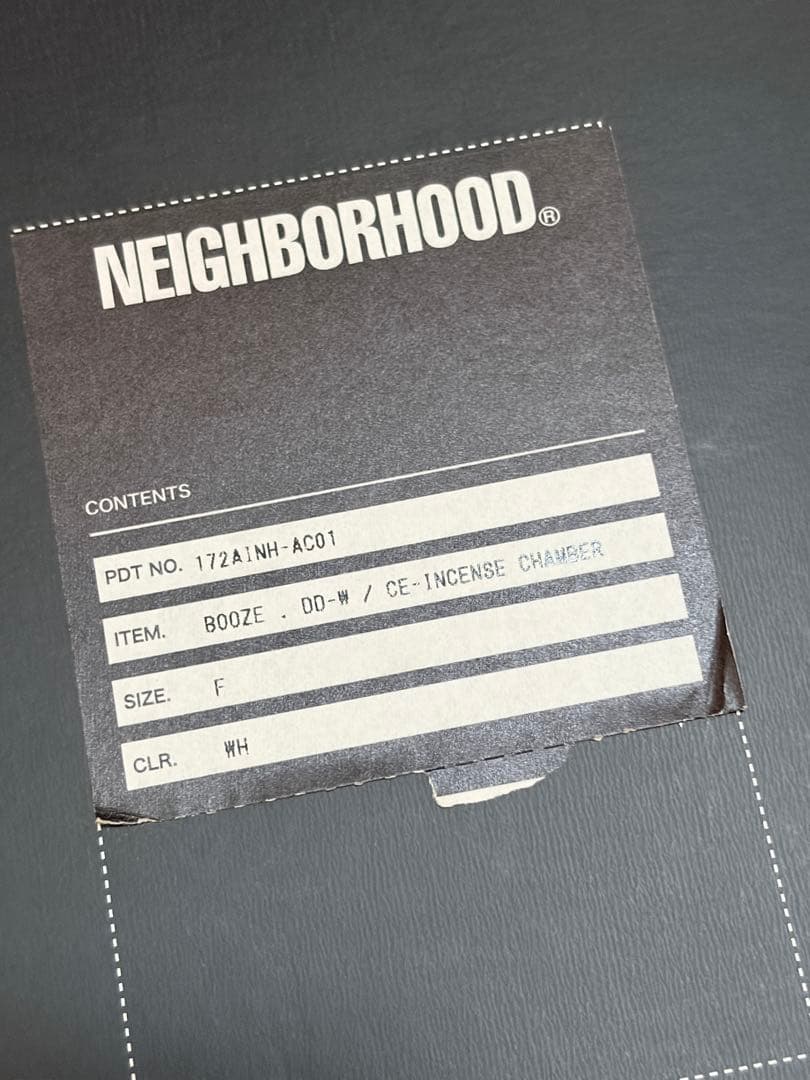 NEIGHBORHOOD®
CONTENTS
PDT NO. 172AINH-AC01
ITEM. BOOZE . DD-W / CE-INCENSE CHAMBER
SIZE. F
CLR. WH